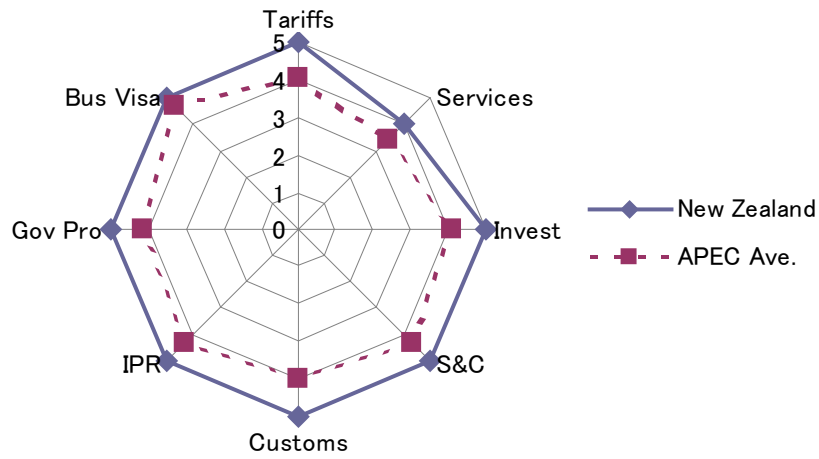 Tariffs
5
Bus Visa
4
Services
3
2
1
Gov Pro
0
Invest
New Zealand
APEC Ave.
IPR
S&C
Customs